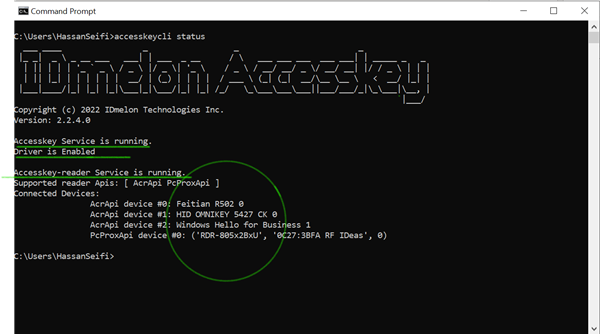 Command Prompt
C:\Users\HassanSeifi>accesskeycli status
IDmelon Accesskey
Copyright (c) 2022 IDmelon Technologies Inc.
Version: 2.2.4.0
Accesskey Service is running.
Driver is Enabled
Accesskey-reader Service is running.
Supported reader Apis: [ AcrApi PcProxApi ]
Connected Devices:
AcrApi device #0: Feitian R502 0
AcrApi device #1: HID OMNIKEY 5427 CK 0
AcrApi device #2: Windows Hello for Business 1
PcProxApi device #0: ('RDR-805x2BxU', '0C27:3BFA RF IDeas', 0)
C:\Users\HassanSeifi>